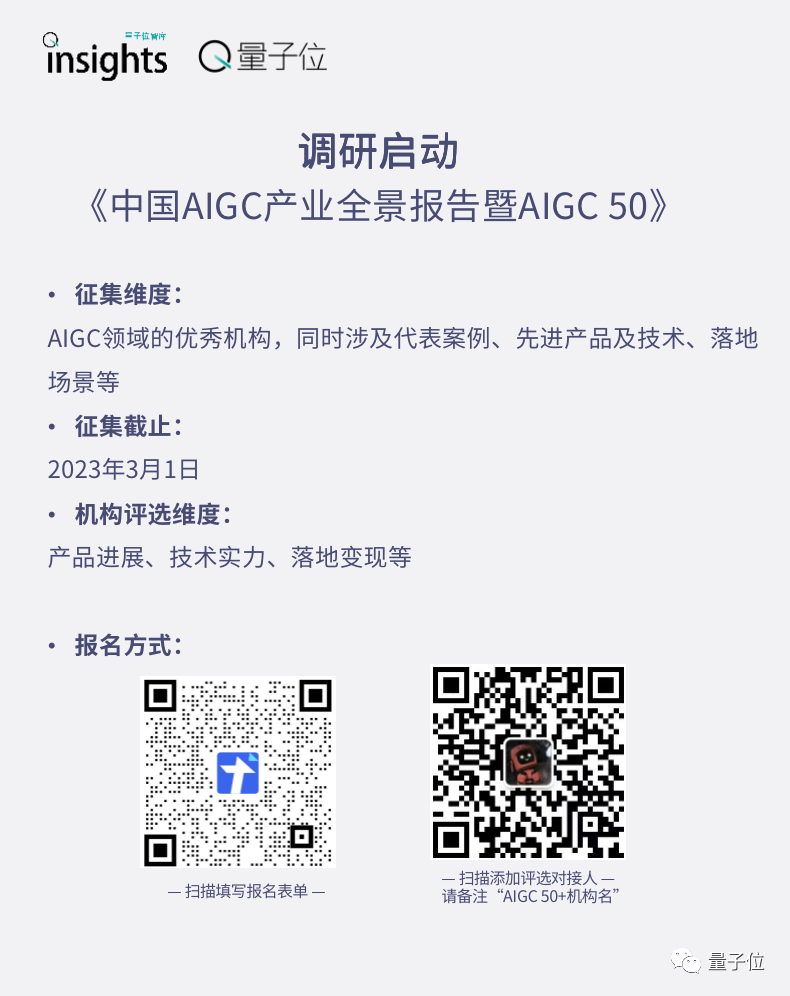 量子位智库
insights
量子位
调研启动
《中国AIGC产业全景报告暨AIGC 50》
• 征集维度：
AIGC领域的优秀机构，同时涉及代表案例、先进产品及技术、落地
场景等
• 征集截止：
2023年3月1日
• 机构评选维度：
产品进展、技术实力、落地变现等
• 报名方式：
— 扫描填写报名表单 —
— 扫描添加评选对接人 —
请备注“AIGC 50+机构名”
量子位